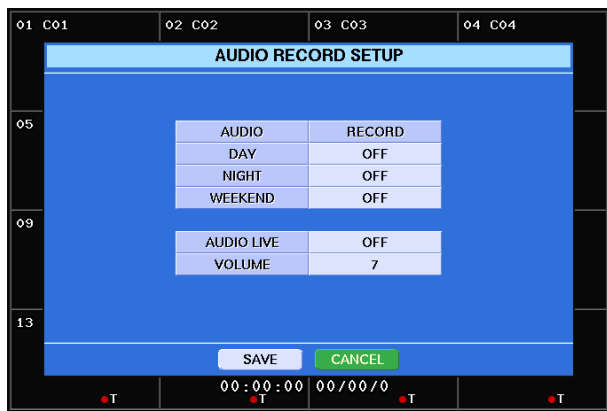 01 C01 02 C02 03 C03 04 C04
AUDIO RECORD SETUP
05
AUDIO RECORD
DAY OFF
NIGHT OFF
WEEKEND OFF
09
AUDIO LIVE OFF
VOLUME 7
13
SAVE CANCEL
00:00:00 00/00/0
T T T T